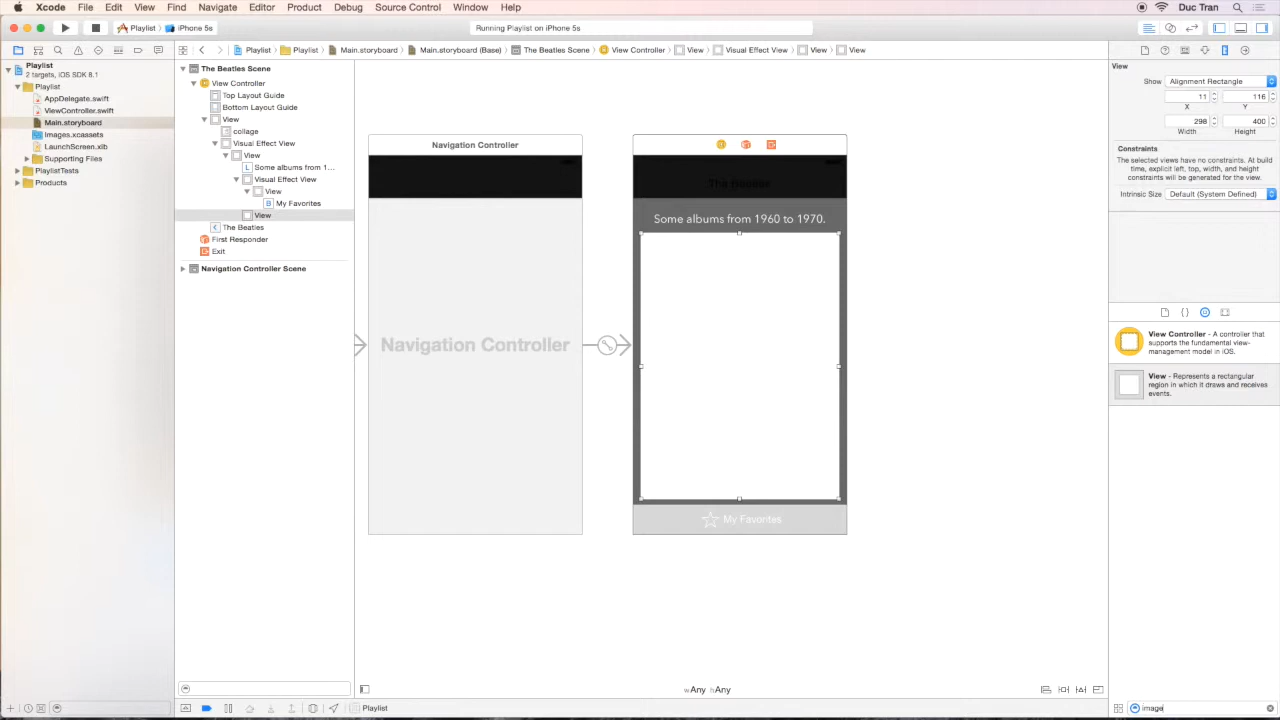 Xcode File Edit View Find Navigate Editor Product Debug Source Control Window Help Duc Tran
Playlist iPhone 5s Running Playlist on iPhone 5s
Playlist Playlist Main.storyboard Main.storyboard (Base) The Beatles Scene View Controller View Visual Effect View View View
Playlist
2 targets, iOS SDK 8.1
Playlist
AppDelegate.swift
ViewController.swift
Main.storyboard
Images.xcassets
LaunchScreen.xib
Supporting Files
PlaylistTests
Products
The Beatles Scene
View Controller
Top Layout Guide
Bottom Layout Guide
View
collage
Visual Effect View
View
L Some albums from 1...
Visual Effect View
View
B My Favorites
View
The Beatles
First Responder
Exit
Navigation Controller Scene
Navigation Controller
Navigation Controller
The Beatles
Some albums from 1960 to 1970.
My Favorites
wAny hAny
Playlist
View
Show Alignment Rectangle
11 116
X Y
298 400
Width Height
Constraints
The selected views have no constraints. At build
time, explicit left, top, width, and height
constraints will be generated for the view.
Intrinsic Size Default (System Defined)
{ }
View Controller - A controller that
supports the fundamental view-
management model in iOS.
View - Represents a rectangular
region in which it draws and receives
events.
image